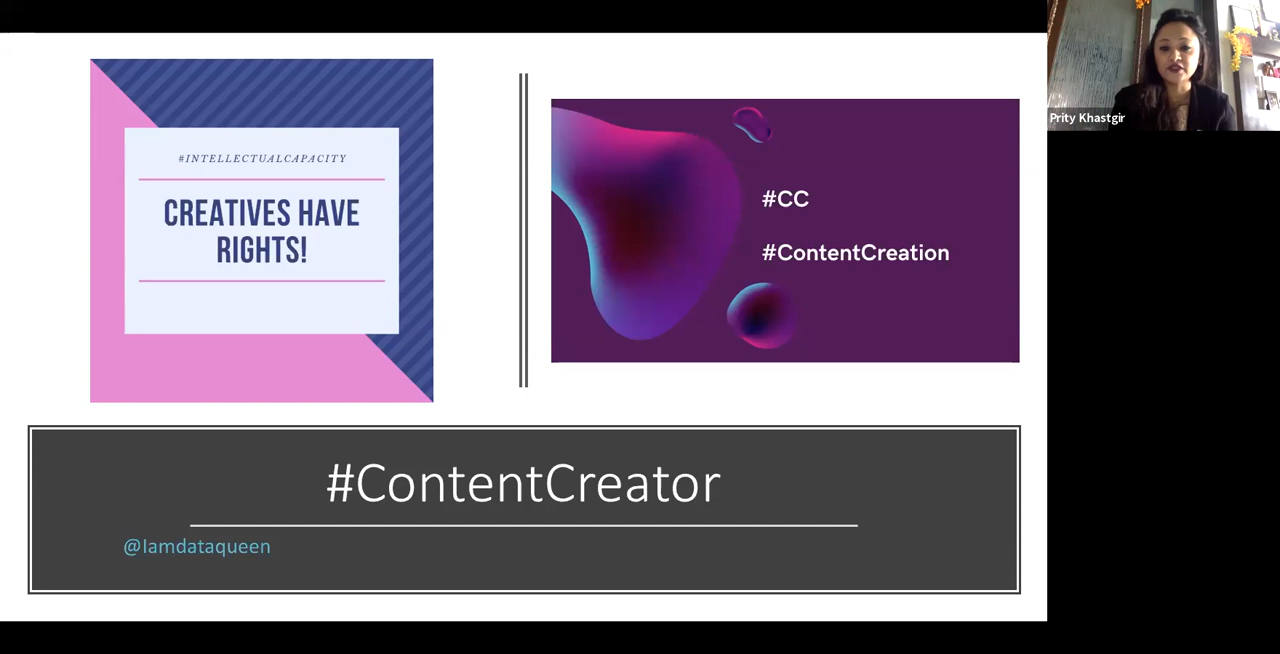 #INTELLECTUALCAPACITY
CREATIVES HAVE
RIGHTS!
#CC
#ContentCreation
Prity Khastgir
#ContentCreator
@Iamdataqueen